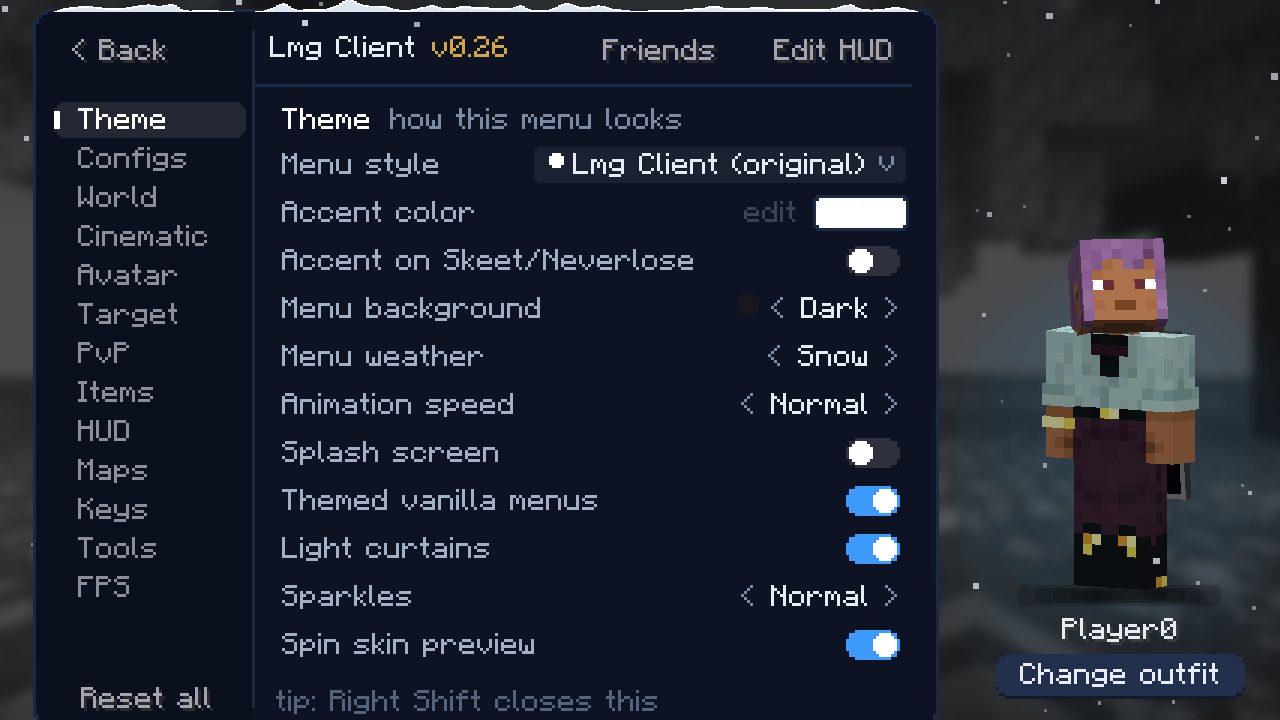 < Back
Lmg Client v0.26
Friends
Edit HUD
Theme
Configs
World
Cinematic
Avatar
Target
PvP
Items
HUD
Maps
Keys
Tools
FPS
Reset all
Theme how this menu looks
Menu style Lmg Client (original) V
Accent color edit
Accent on Skeet/Neverlose
Menu background < Dark >
Menu weather < Snow >
Animation speed < Normal >
Splash screen
Themed vanilla menus
Light curtains
Sparkles < Normal >
Spin skin preview
tip: Right Shift closes this
Player0
Change outfit